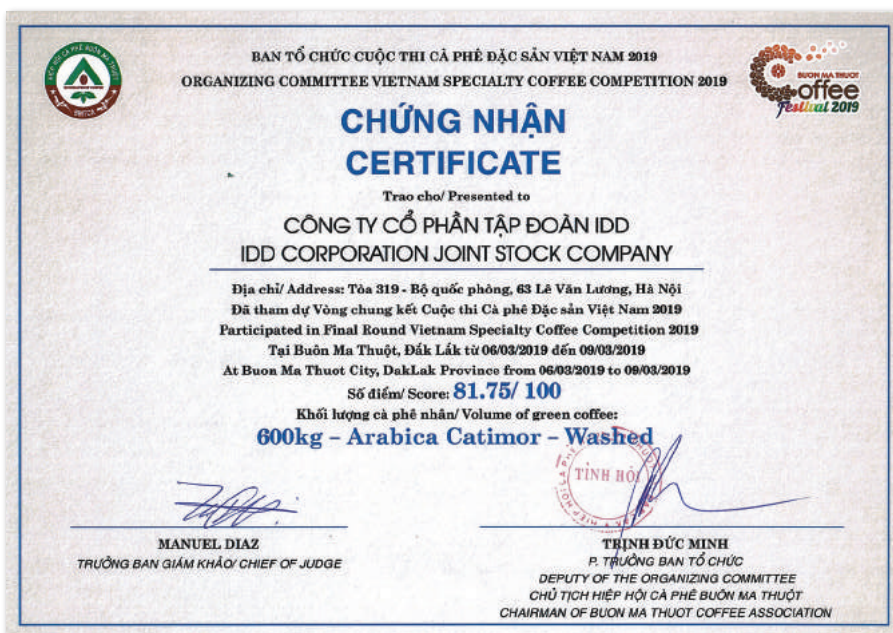 BAN TỔ CHỨC CUỘC THI CÀ PHÊ ĐẶC SẢN VIỆT NAM 2019
ORGANIZING COMMITTEE VIETNAM SPECIALTY COFFEE COMPETITION 2019
BUON MA THUOT
Coffee
Festival 2019
CHỨNG NHẬN
CERTIFICATE
Trao cho/ Presented to
CÔNG TY CỔ PHẦN TẬP ĐOÀN IDD
IDD CORPORATION JOINT STOCK COMPANY
Địa chỉ/ Address: Tòa 319 - Bộ quốc phòng, 63 Lê Văn Lương, Hà Nội
Đã tham dự Vòng chung kết Cuộc thi Cà phê Đặc sản Việt Nam 2019
Participated in Final Round Vietnam Specialty Coffee Competition 2019
Tại Buôn Ma Thuột, Đắk Lắk từ 06/03/2019 đến 09/03/2019
At Buon Ma Thuot City, DakLak Province from 06/03/2019 to 09/03/2019
Số điểm/ Score: 81.75/ 100
Khối lượng cà phê nhân/ Volume of green coffee:
600kg – Arabica Catimor – Washed
TỈNH HỘI
MANUEL DIAZ
TRƯỞNG BAN GIÁM KHẢO/ CHIEF OF JUDGE
TRỊNH ĐỨC MINH
P. TRƯỞNG BAN TỔ CHỨC
DEPUTY OF THE ORGANIZING COMMITTEE
CHỦ TỊCH HIỆP HỘI CÀ PHÊ BUÔN MA THUỘT
CHAIRMAN OF BUON MA THUOT COFFEE ASSOCIATION